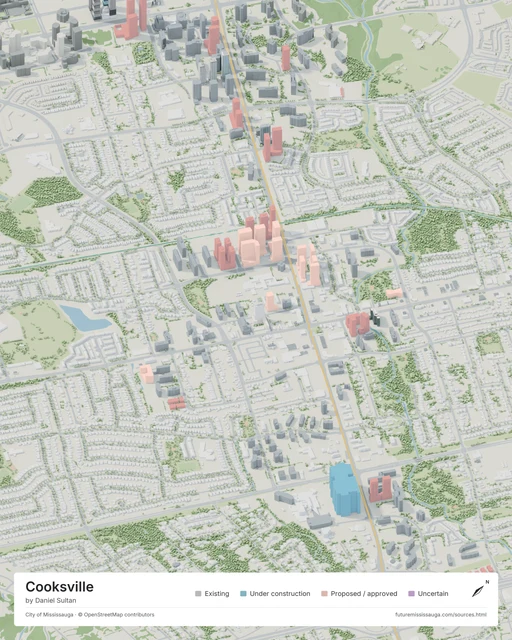 Cooksville
by Daniel Sultan
Existing
Under construction
Proposed / approved
Uncertain
N
City of Mississauga · © OpenStreetMap contributors
futuremississauga.com/sources.html